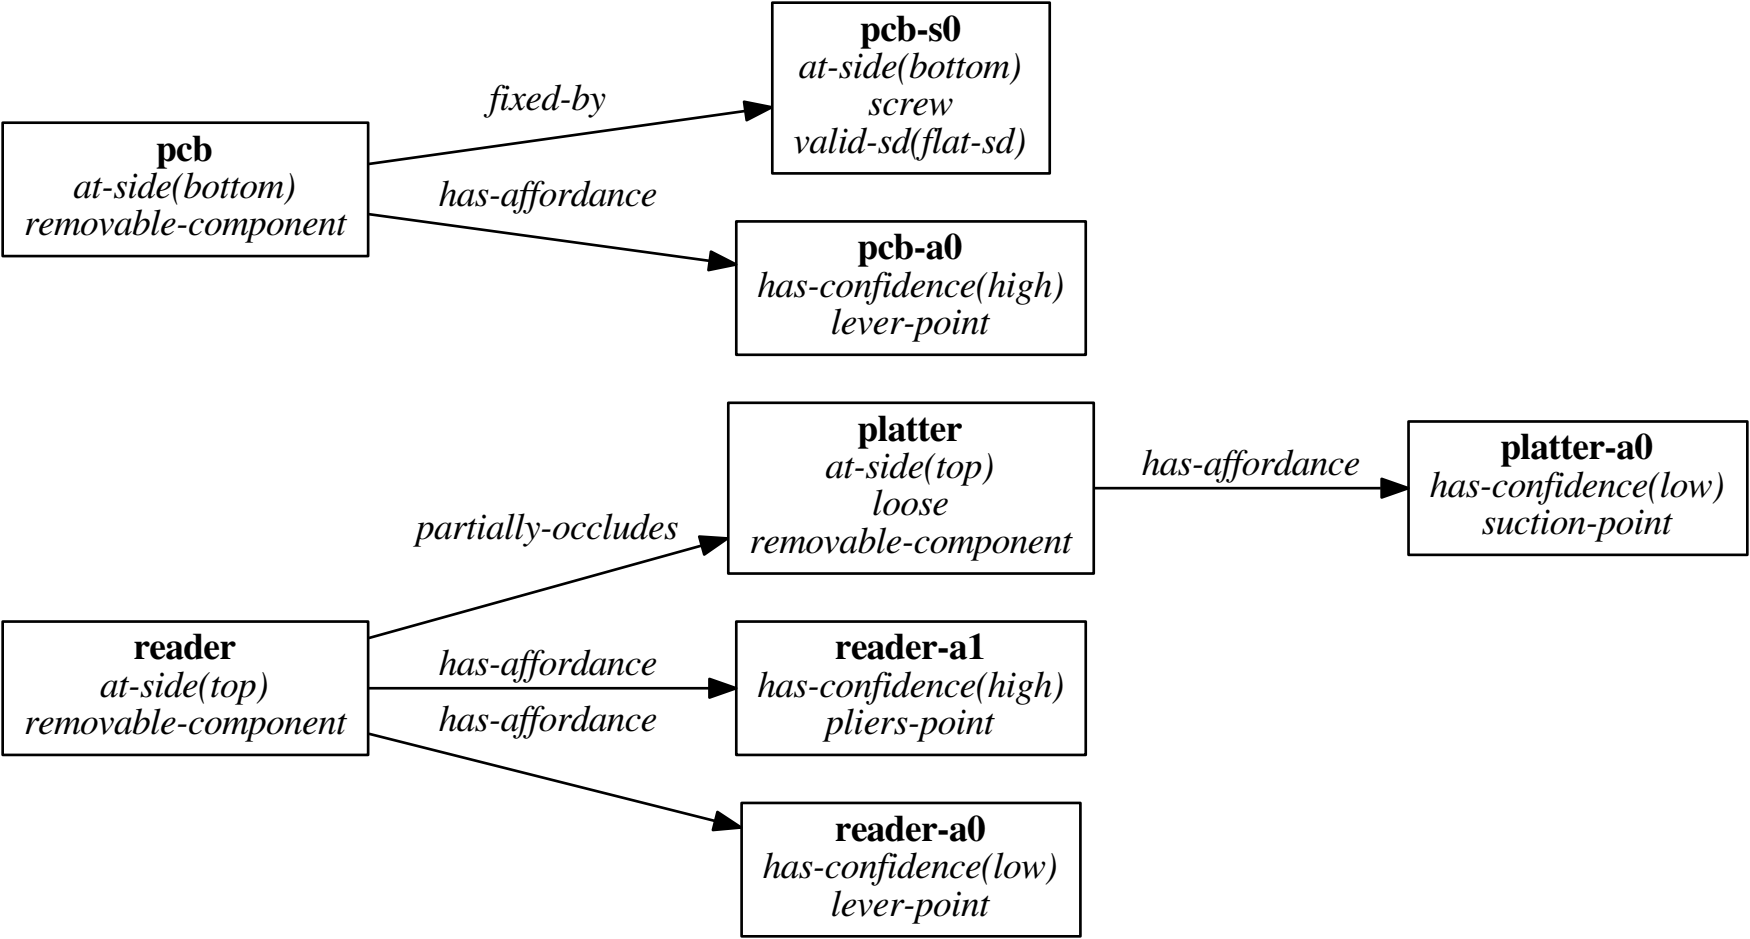 pcb
at-side(bottom)
removable-component
fixed-by
pcb-s0
at-side(bottom)
screw
valid-sd(flat-sd)
has-affordance
pcb-a0
has-confidence(high)
lever-point
reader
at-side(top)
removable-component
partially-occludes
platter
at-side(top)
loose
removable-component
has-affordance
platter-a0
has-confidence(low)
suction-point
has-affordance
reader-a1
has-confidence(high)
pliers-point
has-affordance
reader-a0
has-confidence(low)
lever-point